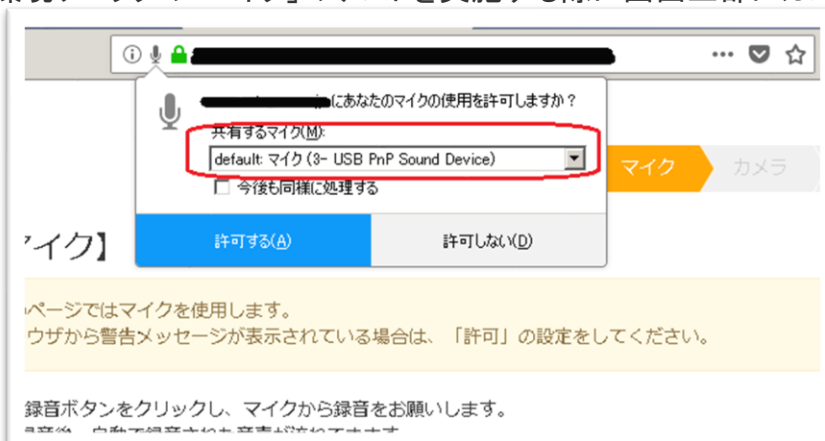 にあなたのマイクの使用を許可しますか？
共有するマイク(M):
default: マイク (3- USB PnP Sound Device)
今後も同様に処理する
許可する(A)
許可しない(D)
マイク
カメラ
イク】
ページではマイクを使用します。
ウザから警告メッセージが表示されている場合は、「許可」の設定をしてください。
録音ボタンをクリックし、マイクから録音をお願いします。